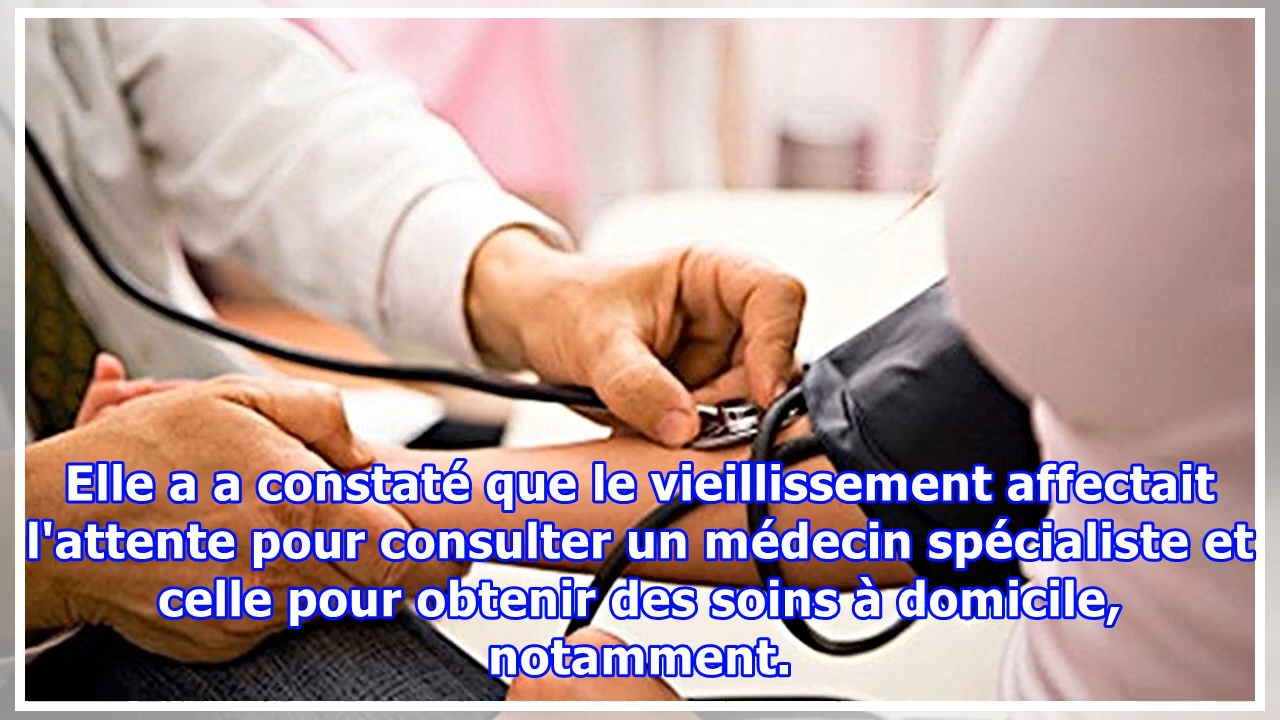 Elle a a constaté que le vieillissement affectait
l'attente pour consulter un médecin spécialiste et
celle pour obtenir des soins à domicile,
notamment.